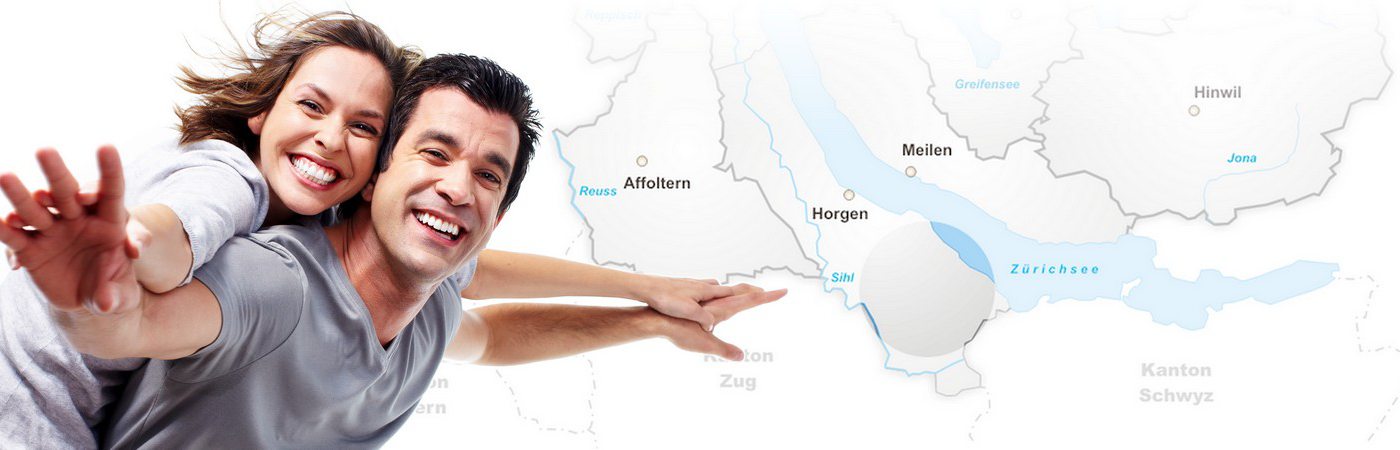 Greifensee
Hinwil
Meilen
Jona
Reuss
Affoltern
Horgen
Zürichsee
Sihl
Kanton
Zug
Kanton
Schwyz